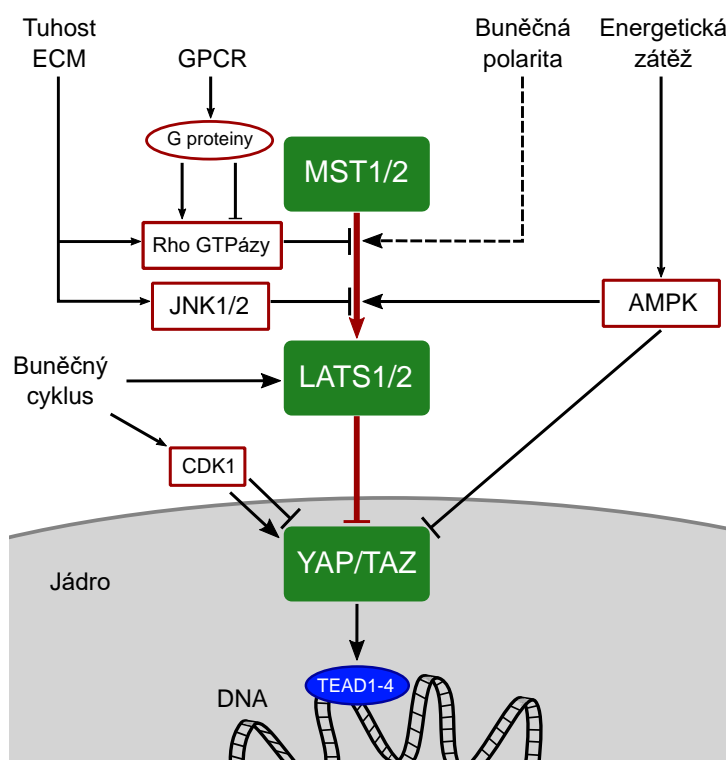 Tuhost
ECM
GPCR
Buněčná
polarita
Energetická
zátěž
G proteiny
MST1/2
Rho GTPázy
JNK1/2
AMPK
Buněčný
cyklus
LATS1/2
CDK1
YAP/TAZ
Jádro
TEAD1-4
DNA